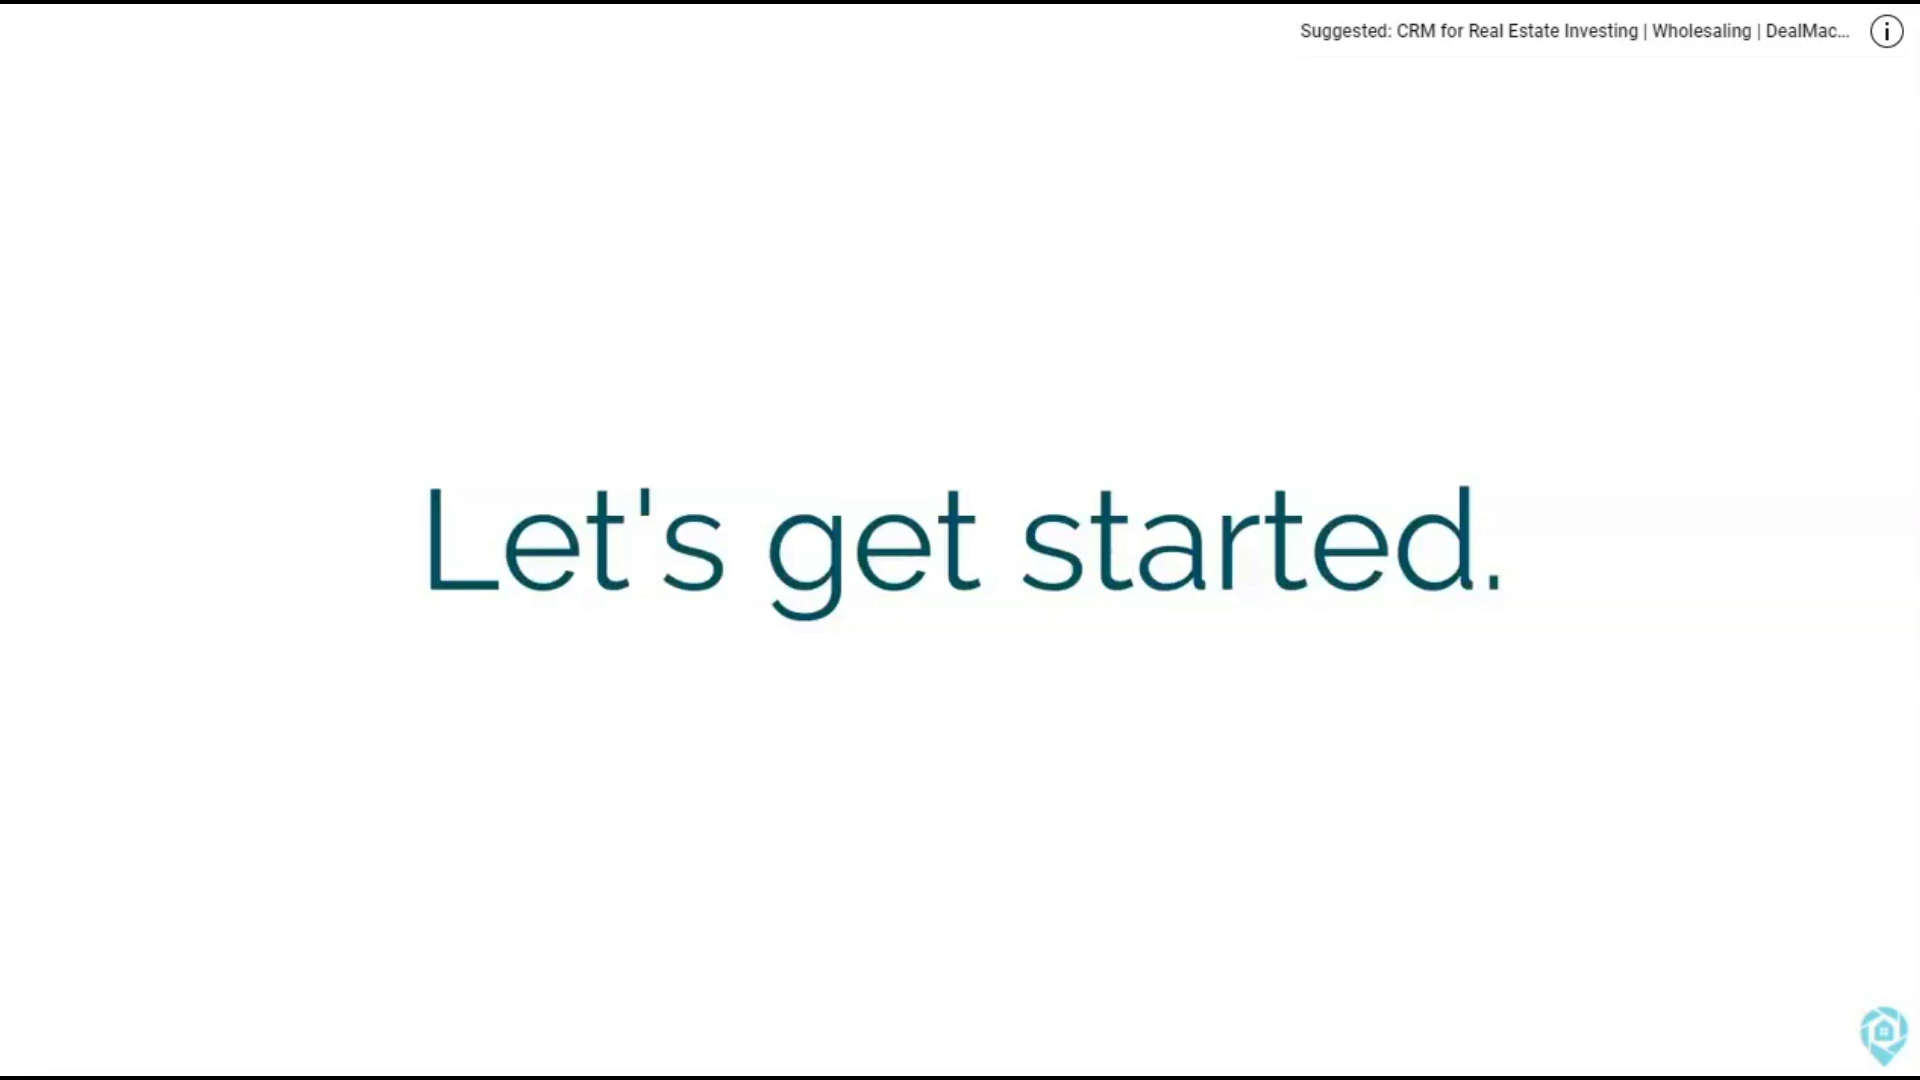 Suggested: CRM for Real Estate Investing | Wholesaling | DealMac...
Let's get started.